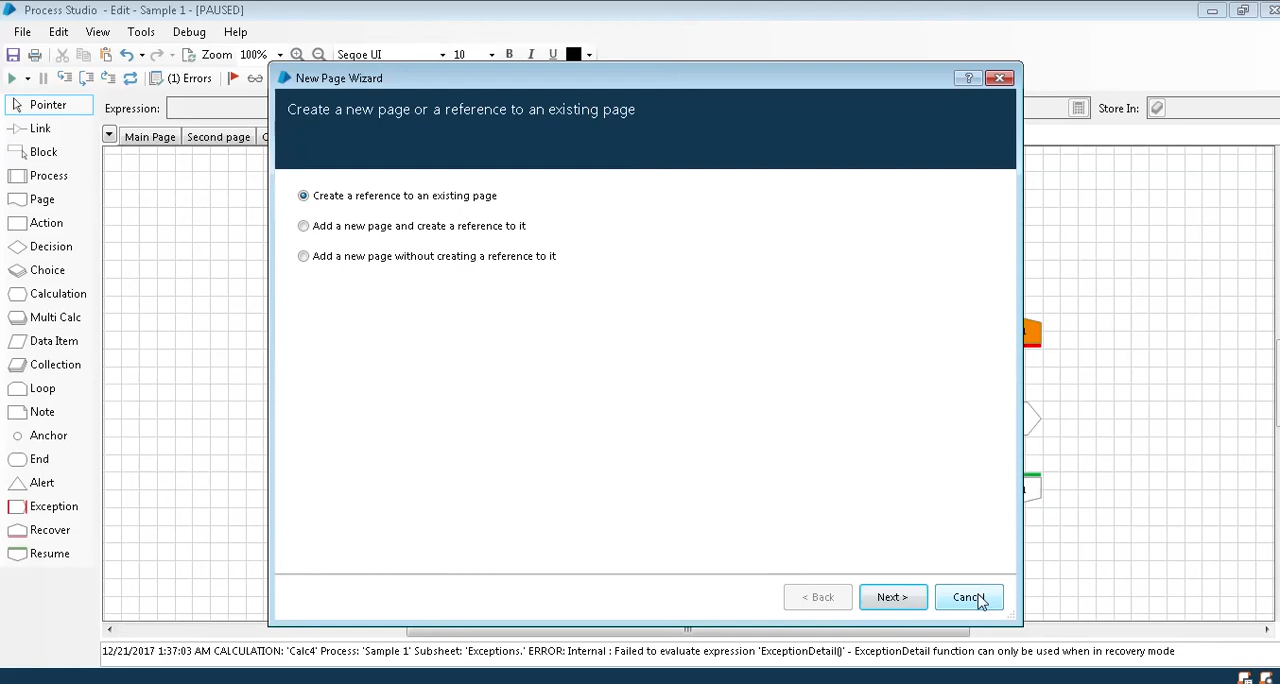 Process Studio - Edit - Sample 1 - [PAUSED]
File Edit View Tools Debug Help
Zoom 100% Segoe UI 10 B I U
(1) Errors
New Page Wizard
Create a new page or a reference to an existing page
Pointer
Expression:
Store In:
Link
Main Page Second page
Block
Process
Page
Action
Decision
Choice
Calculation
Multi Calc
Data Item
Collection
Loop
Note
Anchor
End
Alert
Exception
Recover
Resume
Create a reference to an existing page
Add a new page and create a reference to it
Add a new page without creating a reference to it
< Back Next > Cancel
12/21/2017 1:37:03 AM CALCULATION: 'Calc4' Process: 'Sample 1' Subsheet: 'Exceptions.' ERROR: Internal : Failed to evaluate expression 'ExceptionDetail()' - ExceptionDetail function can only be used when in recovery mode